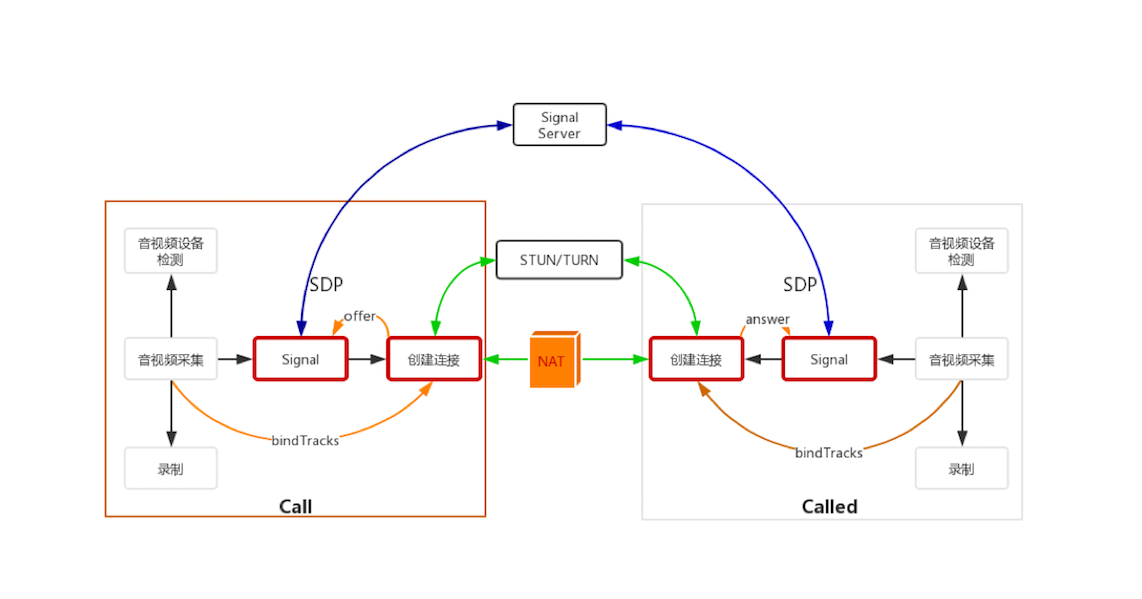 Signal
Server
音视频设备
检测
STUN/TURN
音视频设备
检测
SDP
SDP
offer
answer
音视频采集
Signal
创建连接
NAT
创建连接
Signal
音视频采集
bindTracks
bindTracks
录制
录制
Call
Called